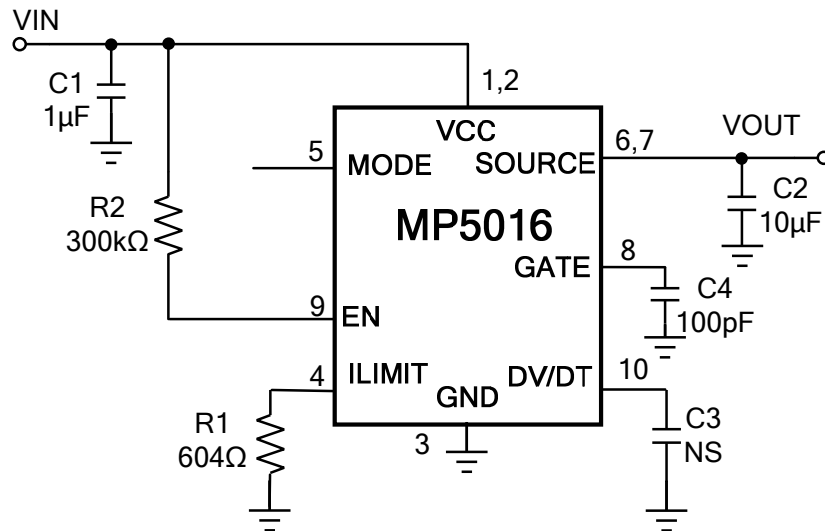 VIN
C1
1µF
1,2
VCC
5
MODE
SOURCE
6,7
VOUT
R2
300kΩ
MP5016
C2
10µF
GATE
8
C4
100pF
9
EN
4
ILIMIT
DV/DT
10
GND
R1
604Ω
3
C3
NS